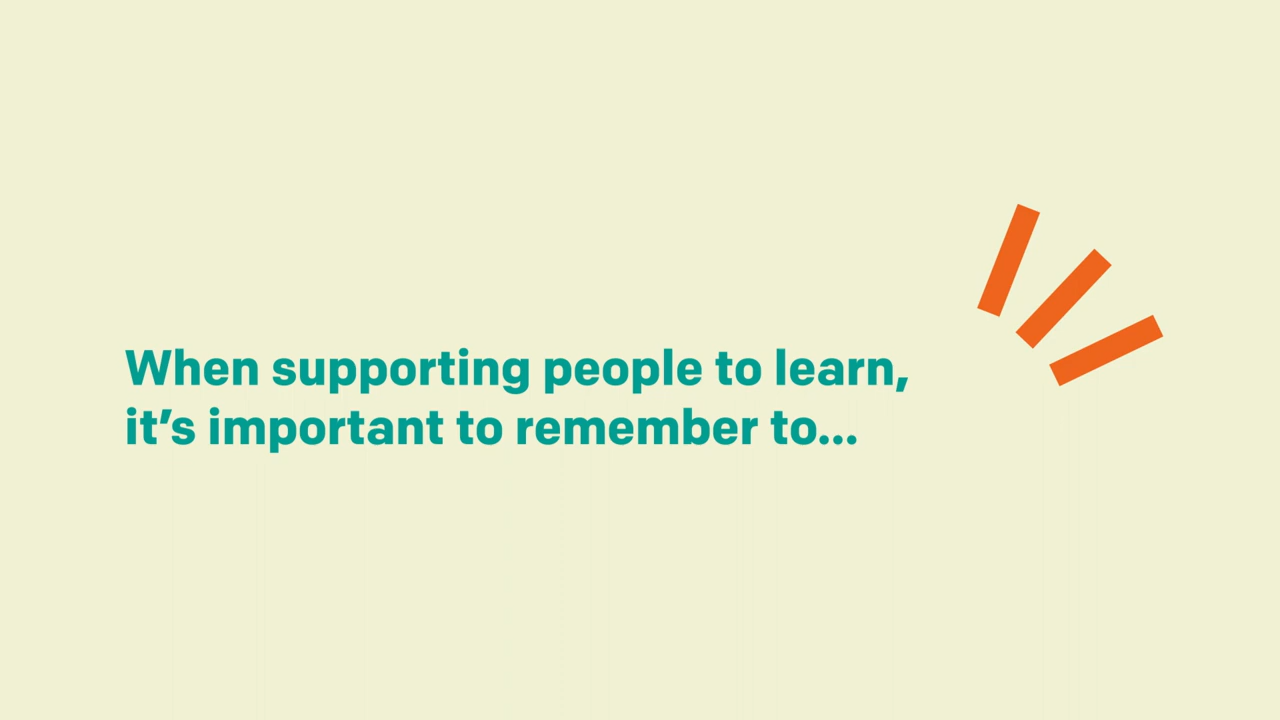 When supporting people to learn,
it’s important to remember to...